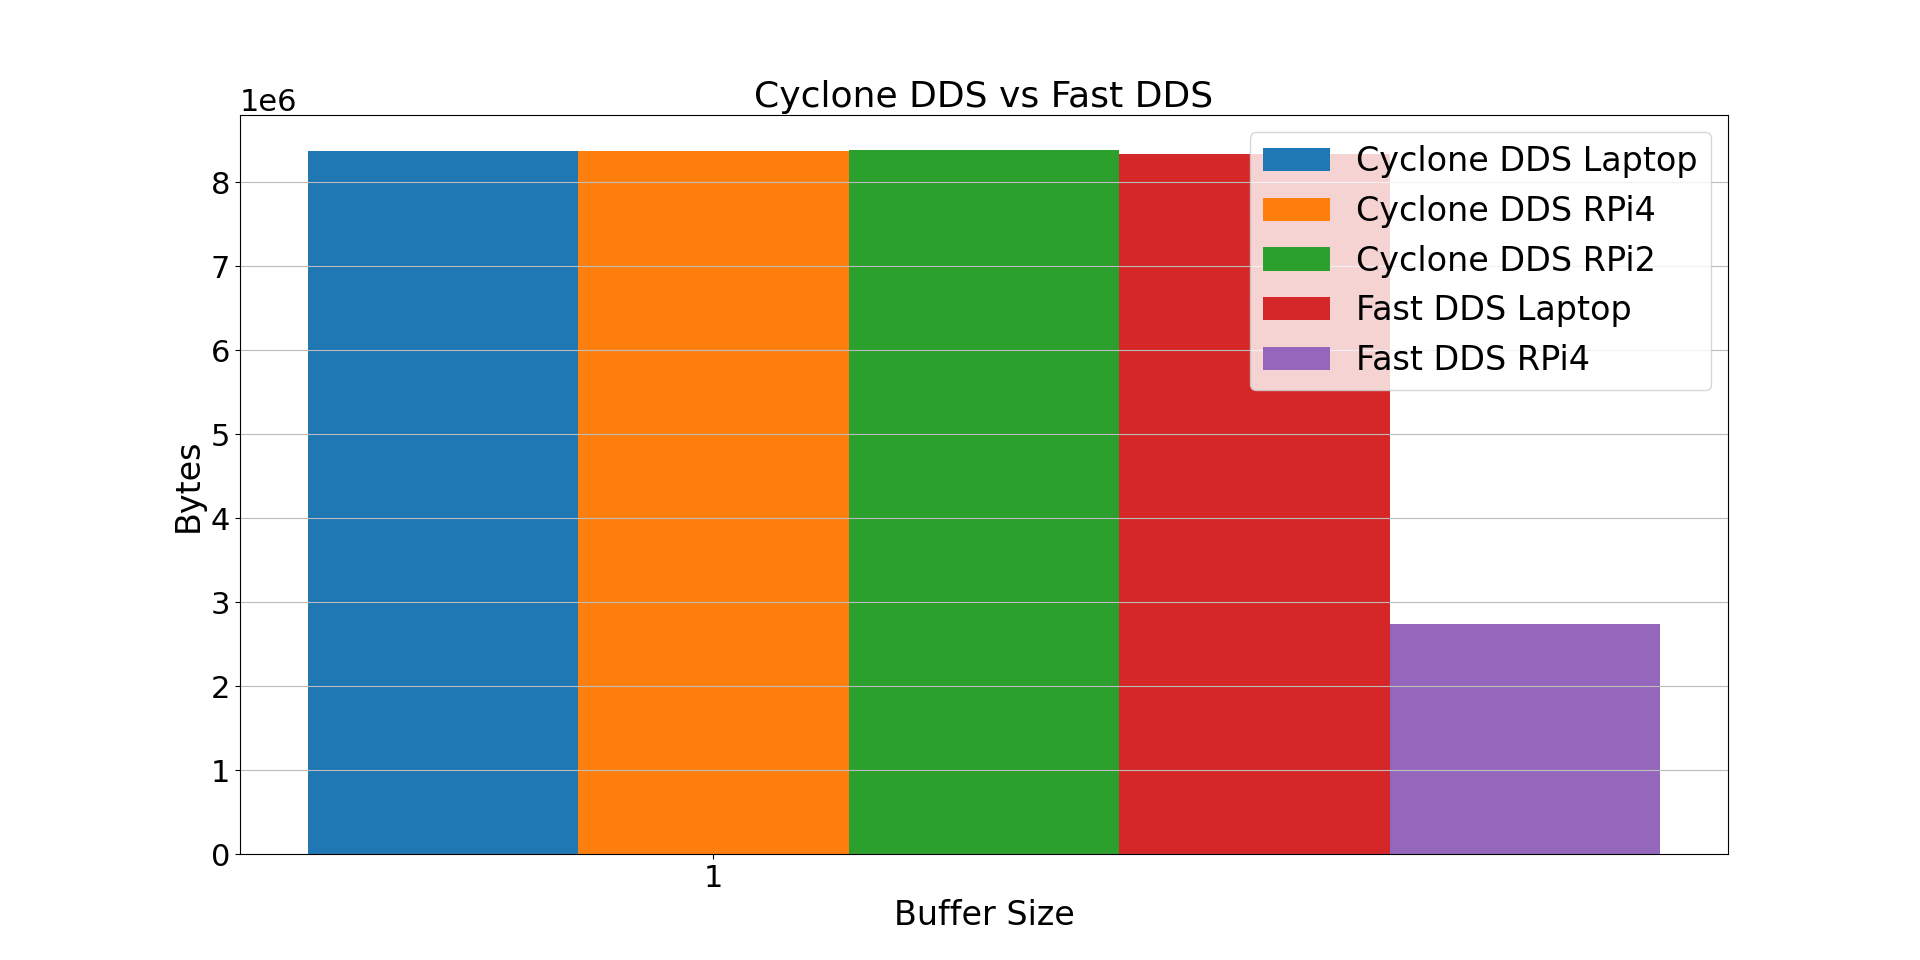 Cyclone DDS vs Fast DDS
1e6
Cyclone DDS Laptop
Cyclone DDS RPi4
Cyclone DDS RPi2
Fast DDS Laptop
Fast DDS RPi4
8
7
6
5
4
3
2
1
0
Bytes
1
Buffer Size